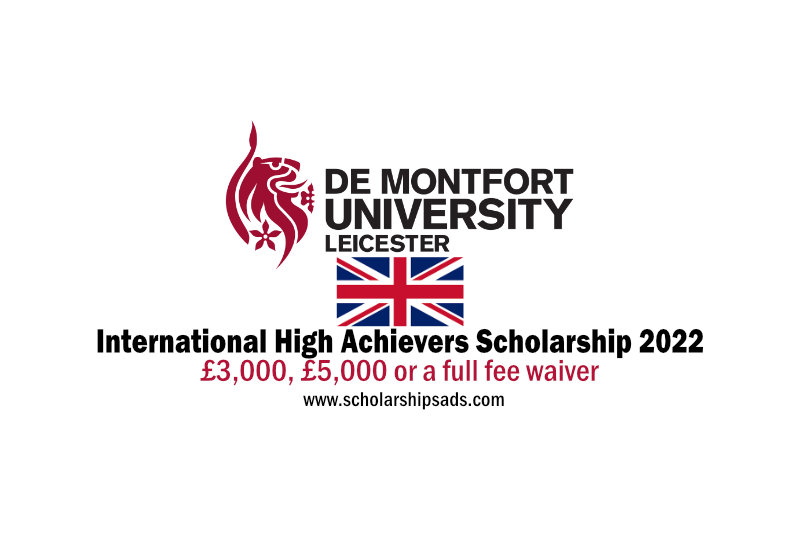 DE MONTFORT
UNIVERSITY
LEICESTER
International High Achievers Scholarship 2022
£3,000, £5,000 or a full fee waiver
www.scholarshipsads.com